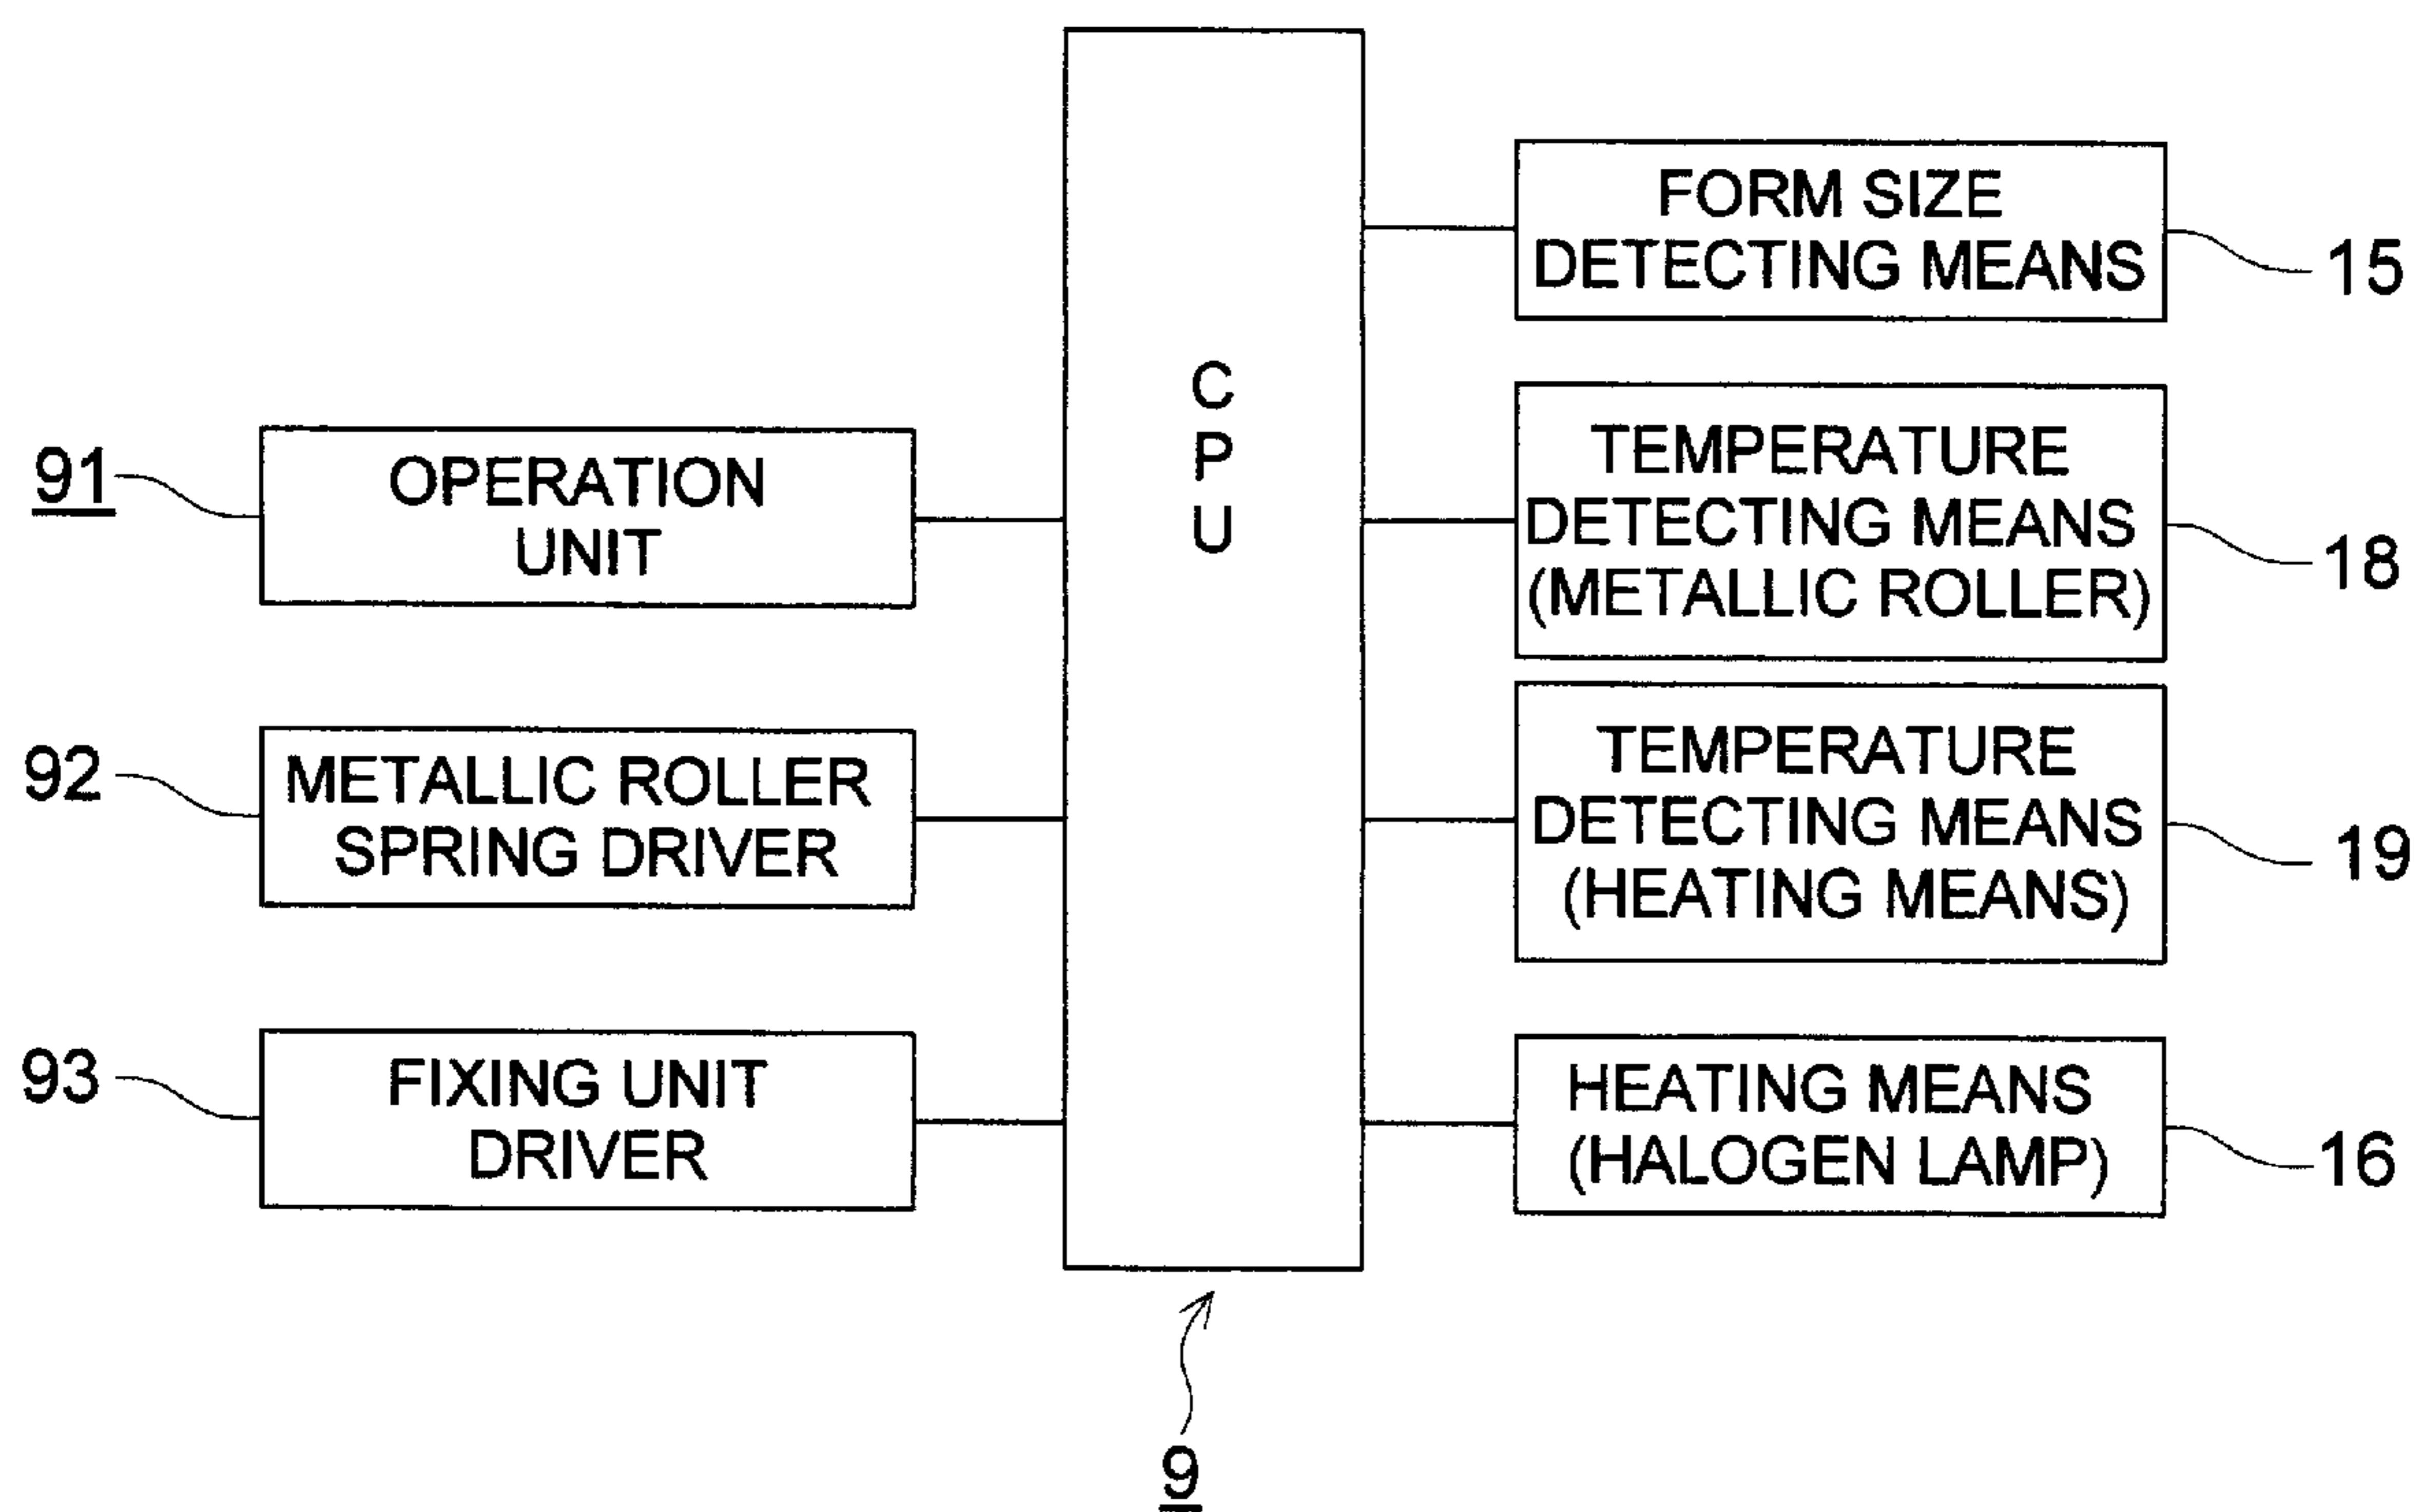 FORM SIZE
DETECTING MEANS
15
C
P
U
91
OPERATION
UNIT
TEMPERATURE
DETECTING MEANS
(METALLIC ROLLER)
18
92
METALLIC ROLLER
SPRING DRIVER
TEMPERATURE
DETECTING MEANS
(HEATING MEANS)
19
93
FIXING UNIT
DRIVER
HEATING MEANS
(HALOGEN LAMP)
16
9